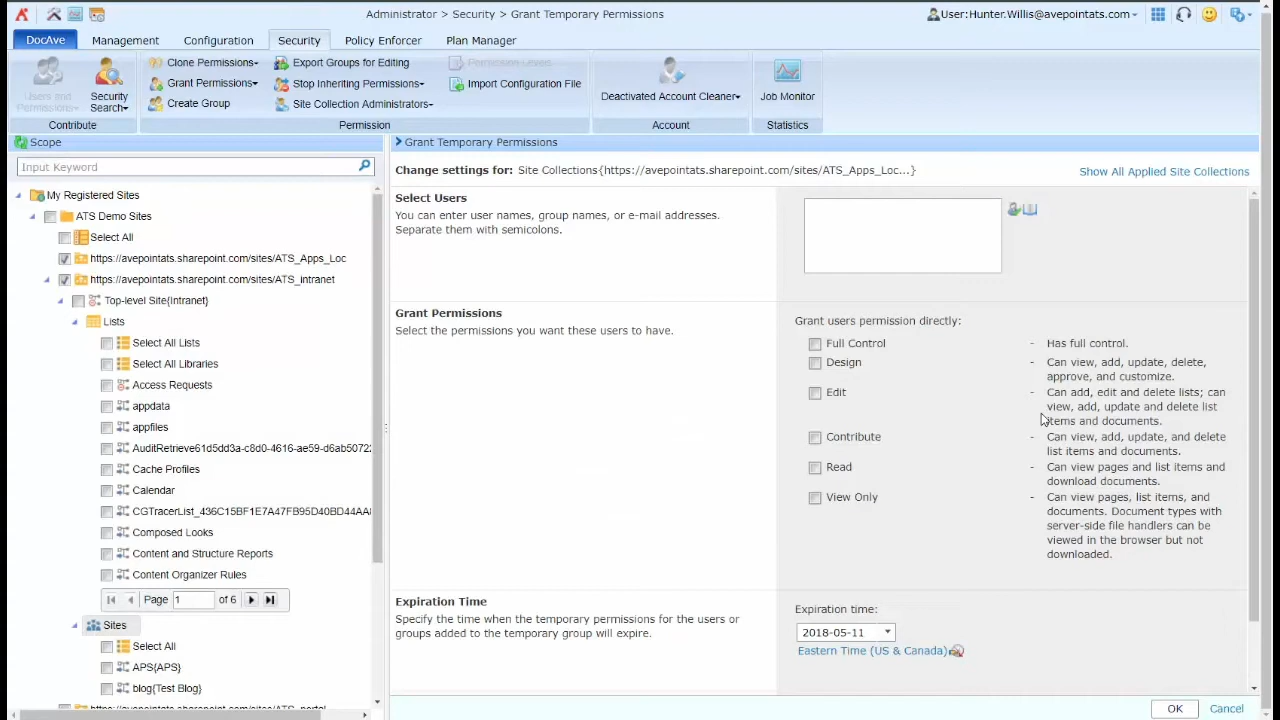 Administrator > Security > Grant Temporary Permissions
User:Hunter.Willis@avepointats.com
DocAve
Management
Configuration
Security
Policy Enforcer
Plan Manager
Users and Permissions
Security Search
Contribute
Clone Permissions
Grant Permissions
Create Group
Export Groups for Editing
Stop Inheriting Permissions
Site Collection Administrators
Permission Level
Import Configuration File
Permission
Deactivated Account Cleaner
Account
Job Monitor
Statistics
Scope
Input Keyword
My Registered Sites
ATS Demo Sites
Select All
https://avepointats.sharepoint.com/sites/ATS_Apps_Loc
https://avepointats.sharepoint.com/sites/ATS_intranet
Top-level Site{Intranet}
Lists
Select All Lists
Select All Libraries
Access Requests
appdata
appfiles
AuditRetrieve61d5dd3a-c8d0-4616-ae59-d6ab50722
Cache Profiles
Calendar
CGTracerList_436C15BF1E7A47FB95D40BD44AA
Composed Looks
Content and Structure Reports
Content Organizer Rules
Page 1 of 6
Sites
Select All
APS{APS}
blog{Test Blog}
Grant Temporary Permissions
Change settings for: Site Collections{https://avepointats.sharepoint.com/sites/ATS_Apps_Loc...}
Show All Applied Site Collections
Select Users
You can enter user names, group names, or e-mail addresses.
Separate them with semicolons.
Grant Permissions
Select the permissions you want these users to have.
Grant users permission directly:
Full Control - Has full control.
Design - Can view, add, update, delete,
approve, and customize.
Edit - Can add, edit and delete lists; can
view, add, update and delete list
items and documents.
Contribute - Can view, add, update, and delete
list items and documents.
Read - Can view pages and list items and
download documents.
View Only - Can view pages, list items, and
documents. Document types with
server-side file handlers can be
viewed in the browser but not
downloaded.
Expiration Time
Specify the time when the temporary permissions for the users or
groups added to the temporary group will expire.
Expiration time:
2018-05-11
Eastern Time (US & Canada)
OK
Cancel